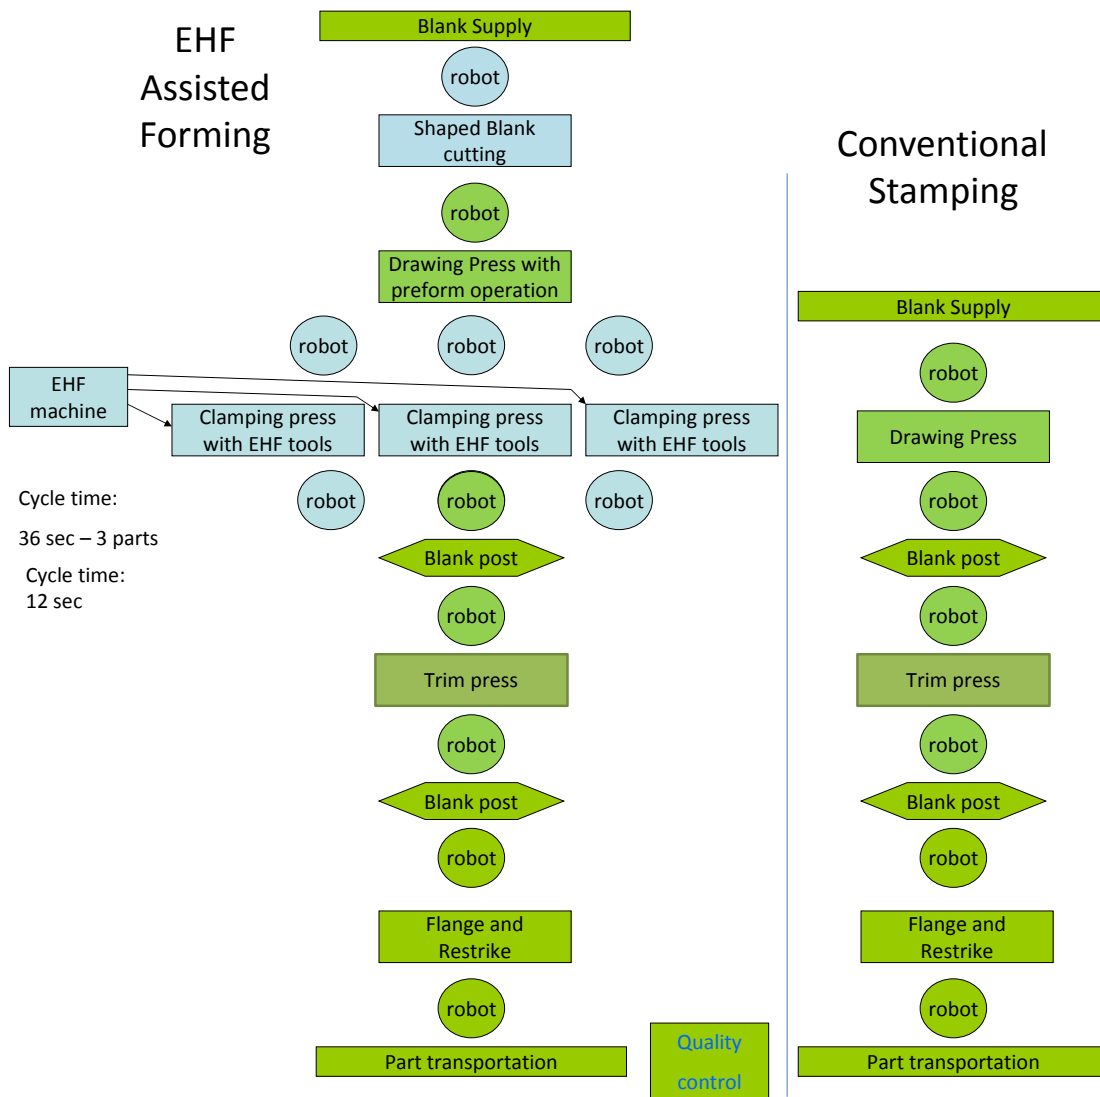 EHF
Assisted
Forming
Blank Supply
robot
Shaped Blank
cutting
robot
Drawing Press with
preform operation
robot
robot
robot
EHF
machine
Clamping press
with EHF tools
Clamping press
with EHF tools
Clamping press
with EHF tools
robot
robot
robot
Cycle time:
36 sec – 3 parts
Cycle time:
12 sec
Blank post
robot
Trim press
robot
Blank post
robot
Flange and
Restrike
robot
Part transportation
Quality
control
Conventional
Stamping
Blank Supply
robot
Drawing Press
robot
Blank post
robot
Trim press
robot
Blank post
robot
Flange and
Restrike
robot
Part transportation